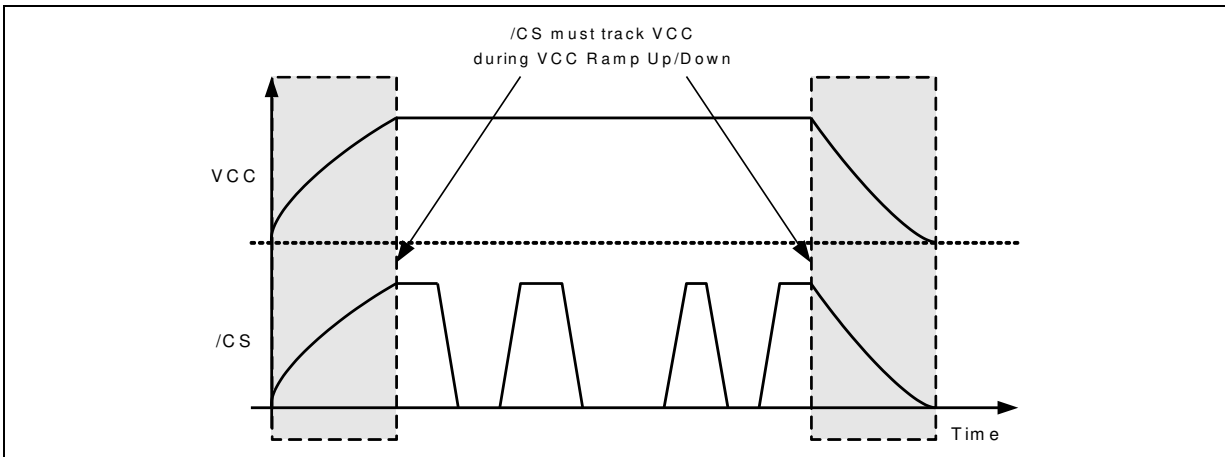 /CS must track VCC
during VCC Ramp Up/Down
VCC
/CS
Time